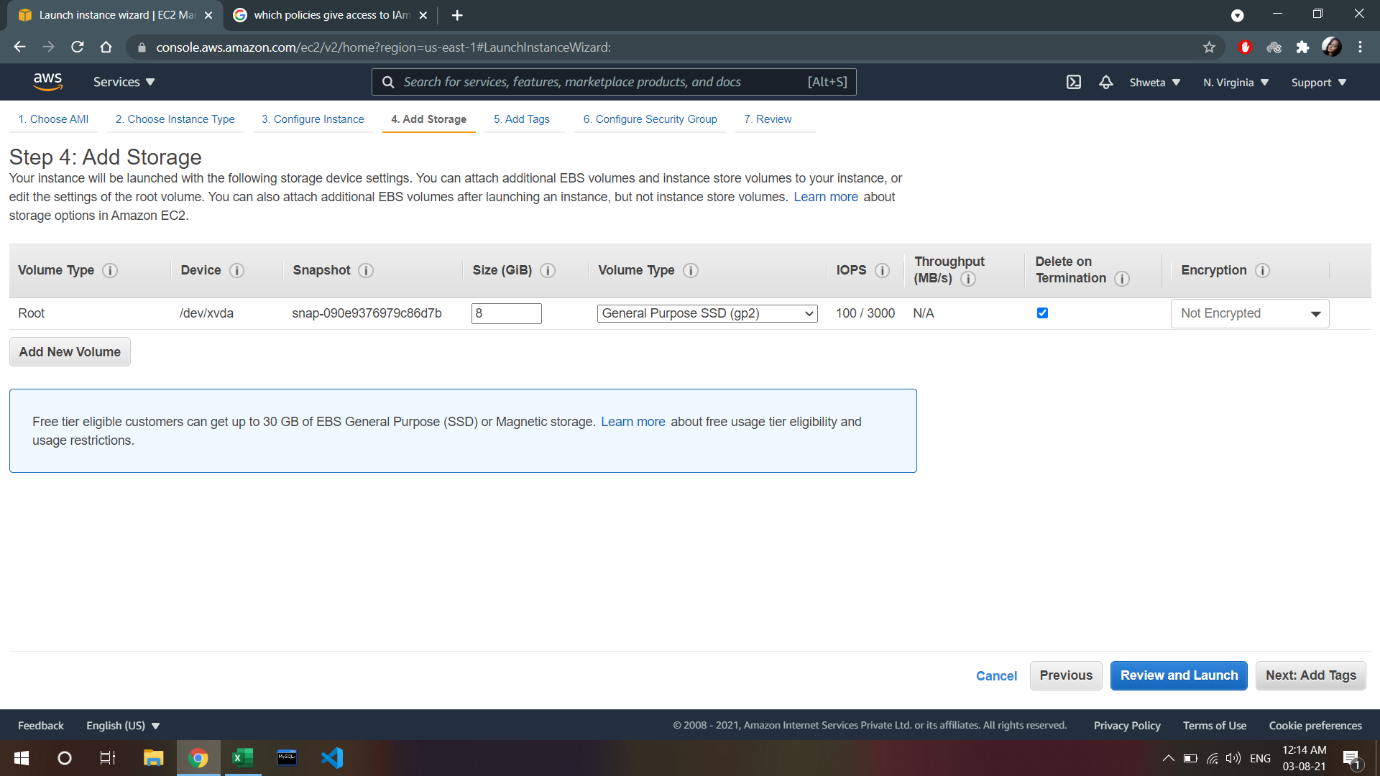 Launch instance wizard | EC2 Ma
which policies give access to IAm
console.aws.amazon.com/ec2/v2/home?region=us-east-1#LaunchInstanceWizard:
aws
Services
Search for services, features, marketplace products, and docs
[Alt+S]
Shweta
N. Virginia
Support
1. Choose AMI
2. Choose Instance Type
3. Configure Instance
4. Add Storage
5. Add Tags
6. Configure Security Group
7. Review
Step 4: Add Storage
Your instance will be launched with the following storage device settings. You can attach additional EBS volumes and instance store volumes to your instance, or
edit the settings of the root volume. You can also attach additional EBS volumes after launching an instance, but not instance store volumes. Learn more about
storage options in Amazon EC2.
Volume Type
Device
Snapshot
Size (GiB)
Volume Type
IOPS
Throughput
(MB/s)
Delete on
Termination
Encryption
Root
/dev/xvda
snap-090e9376979c86d7b
8
General Purpose SSD (gp2)
100 / 3000
N/A
Not Encrypted
Add New Volume
Free tier eligible customers can get up to 30 GB of EBS General Purpose (SSD) or Magnetic storage. Learn more about free usage tier eligibility and
usage restrictions.
Cancel
Previous
Review and Launch
Next: Add Tags
Feedback
English (US)
© 2008 - 2021, Amazon Internet Services Private Ltd. or its affiliates. All rights reserved.
Privacy Policy
Terms of Use
Cookie preferences
MySQL
ENG
12:14 AM
03-08-21
1